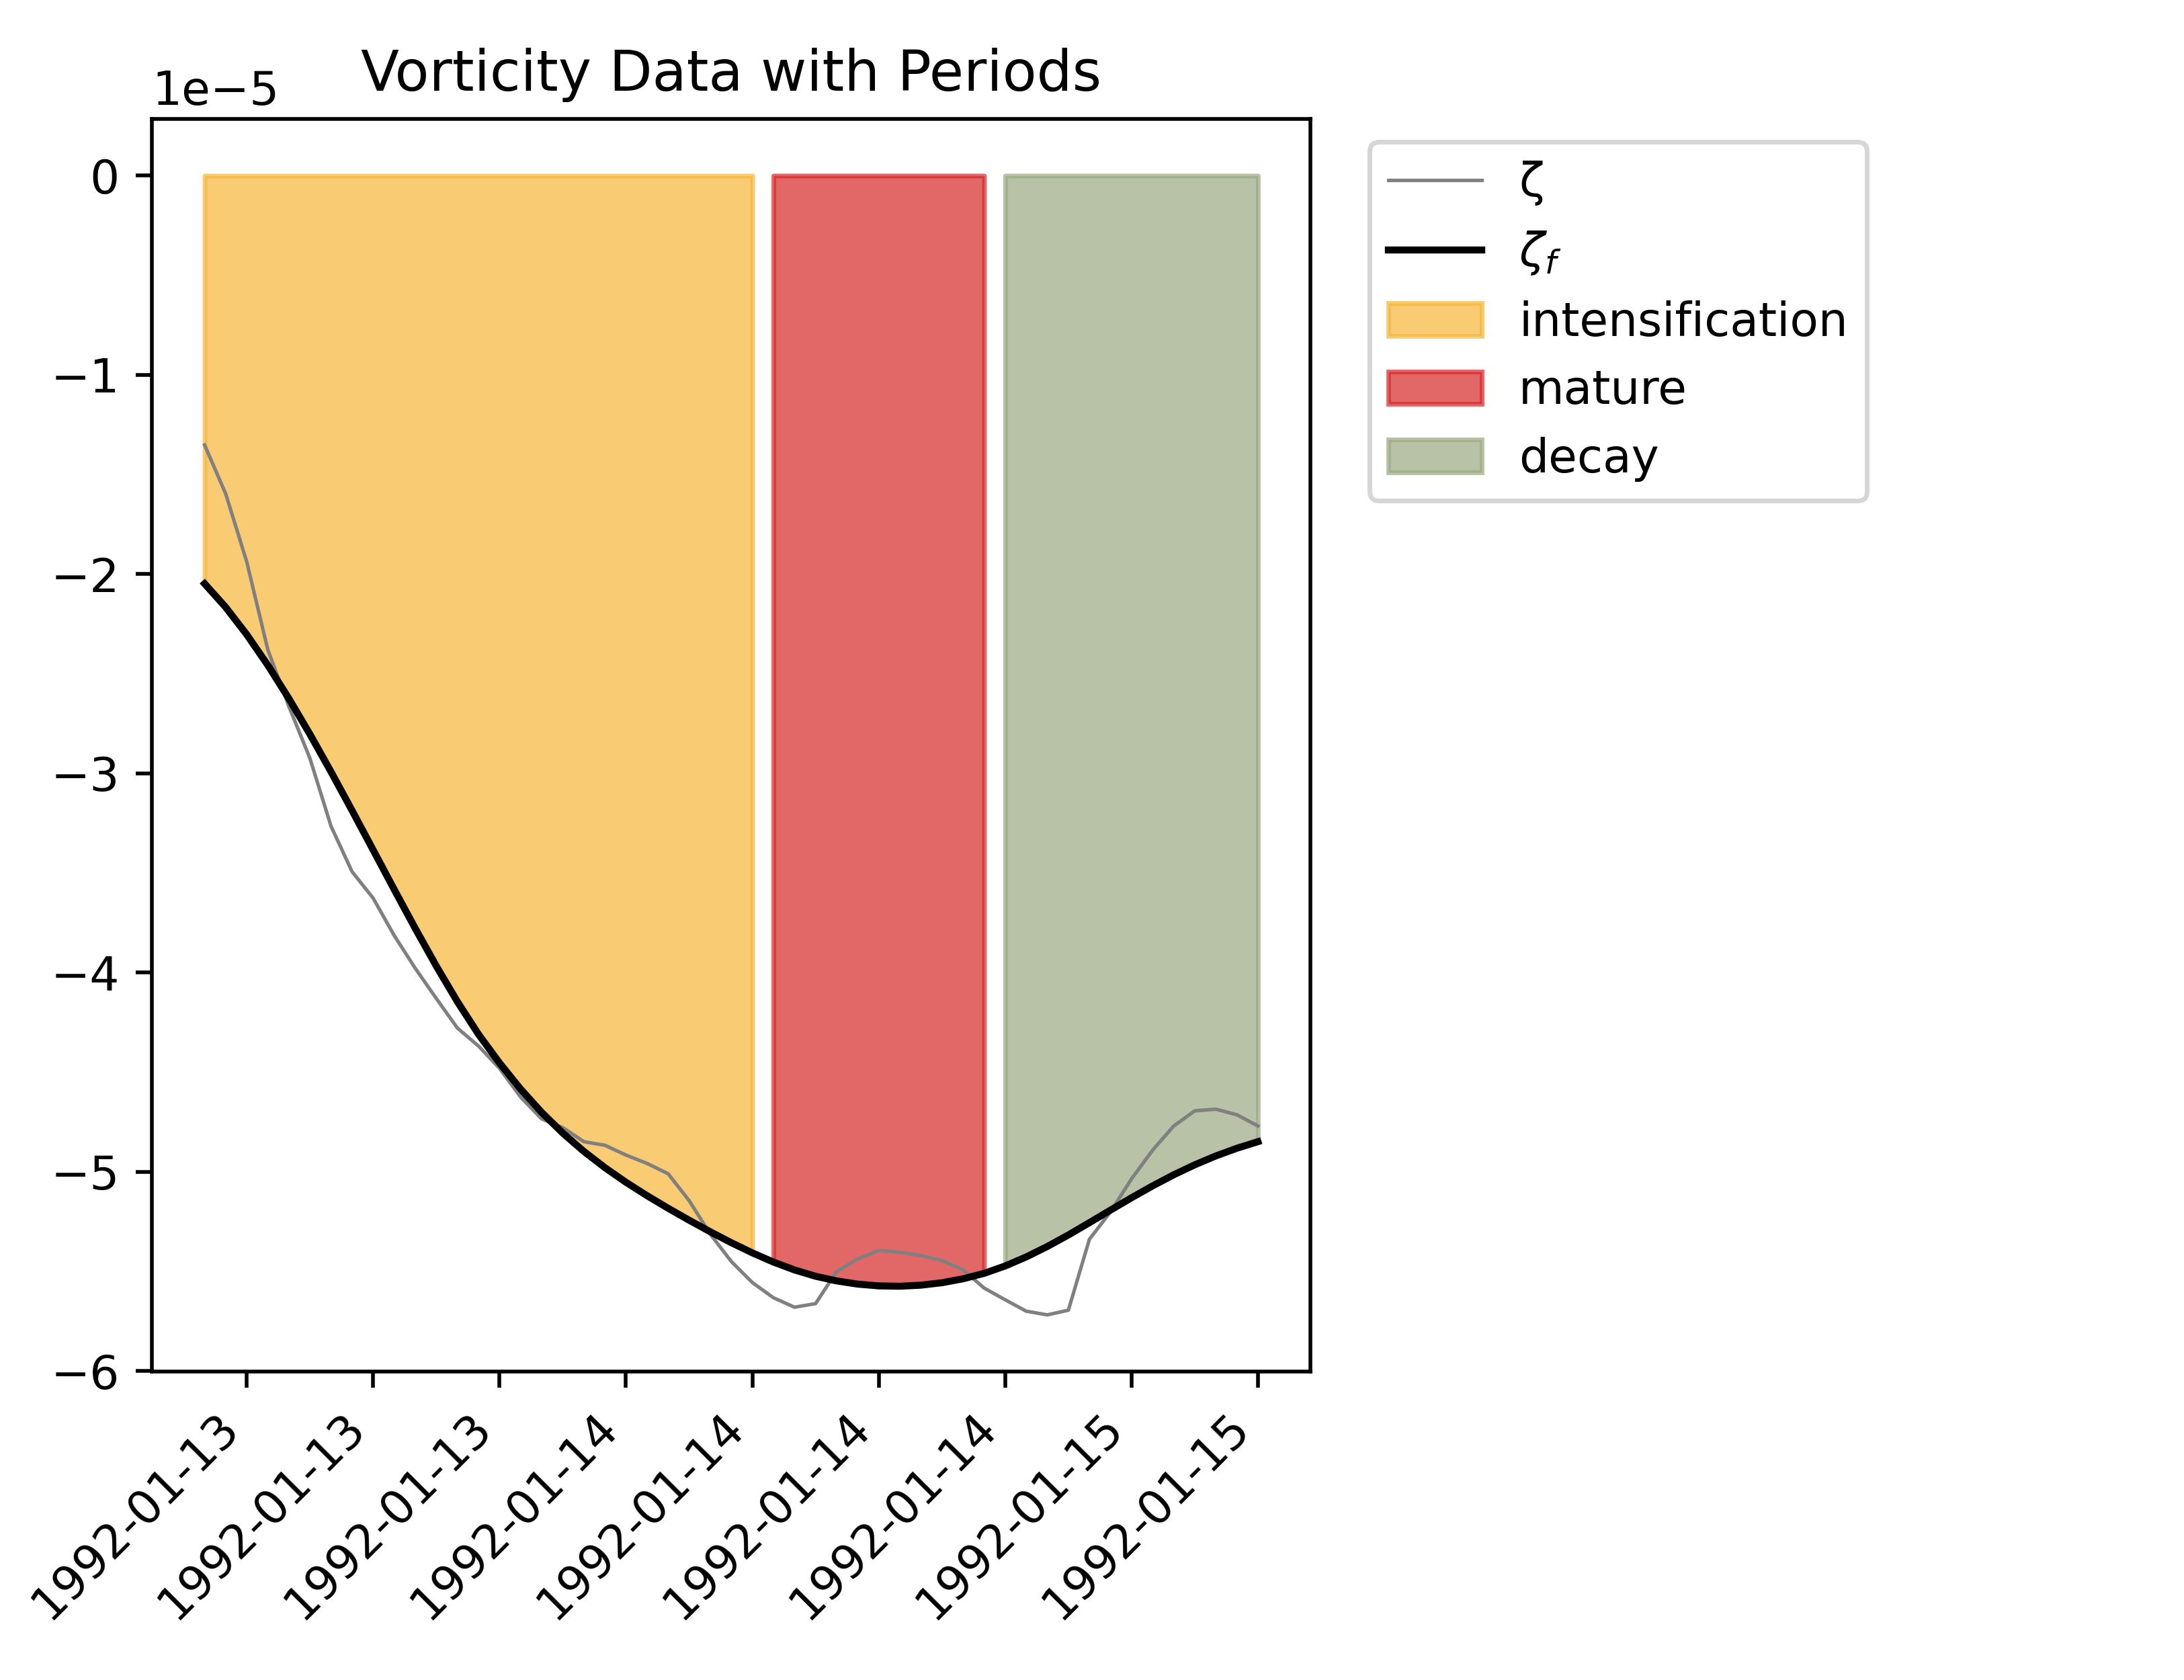 Vorticity Data with Periods
1e−5
0
−1
−2
−3
−4
−5
−6
1992-01-13
1992-01-13
1992-01-13
1992-01-14
1992-01-14
1992-01-14
1992-01-14
1992-01-15
1992-01-15
ζ
ζf
intensification
mature
decay